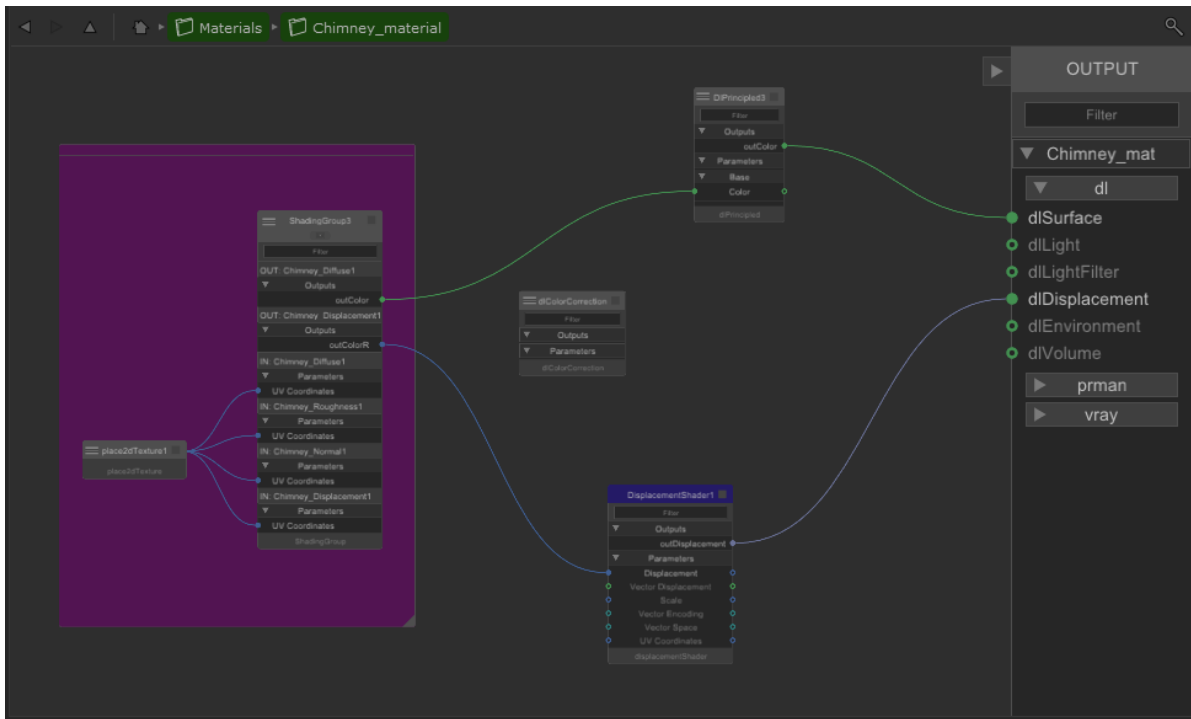 Materials
Chimney_material
OUTPUT
Filter
Chimney_mat
dl
dlSurface
dlLight
dlLightFilter
dlDisplacement
dlEnvironment
dlVolume
prman
vray
DlPrincipled3
Filter
Outputs
outColor
Parameters
Base
Color
dlPrincipled
ShadingGroup3
Filter
OUT: Chimney_Diffuse1
Outputs
outColor
OUT: Chimney_Displacement1
Outputs
outColorR
IN: Chimney_Diffuse1
Parameters
UV Coordinates
IN: Chimney_Roughness1
Parameters
UV Coordinates
IN: Chimney_Normal1
Parameters
UV Coordinates
IN: Chimney_Displacement1
Parameters
UV Coordinates
ShadingGroup
place2dTexture1
place2dTexture
dlColorCorrection
Filter
Outputs
Parameters
dlColorCorrection
DisplacementShader1
Filter
Outputs
outDisplacement
Parameters
Displacement
Vector Displacement
Scale
Vector Encoding
Vector Space
UV Coordinates
displacementShader